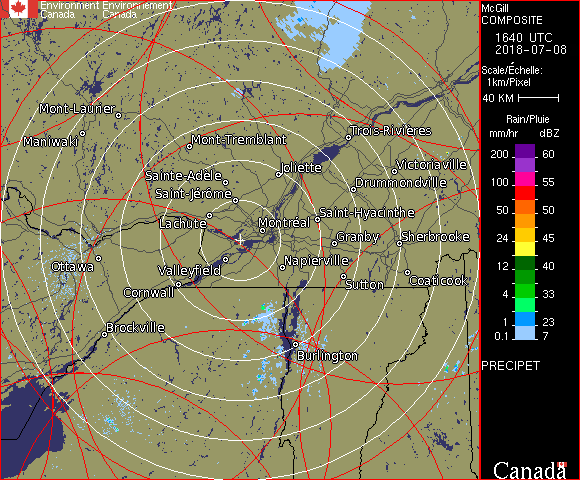 Environment Environnement
Canada Canada
McGill
COMPOSITE
1640 UTC
2018-07-08
Scale/Échelle:
1km/Pixel
40 KM
Rain/Pluie
mm/hr dBZ
200 60
155
100 55
50 50
24 45
12 40
4 33
1 23
0.1 7
PRECIPET
Canada
Mont-Laurier
Maniwaki
Mont-Tremblant
Trois-Rivières
Joliette
Victoriaville
Sainte-Adèle
Drummondville
Saint-Jérôme
Lachute
Montréal
Saint-Hyacinthe
Granby
Sherbrooke
Ottawa
Valleyfield
Napierville
Sutton
Coaticook
Cornwall
Brockville
Burlington